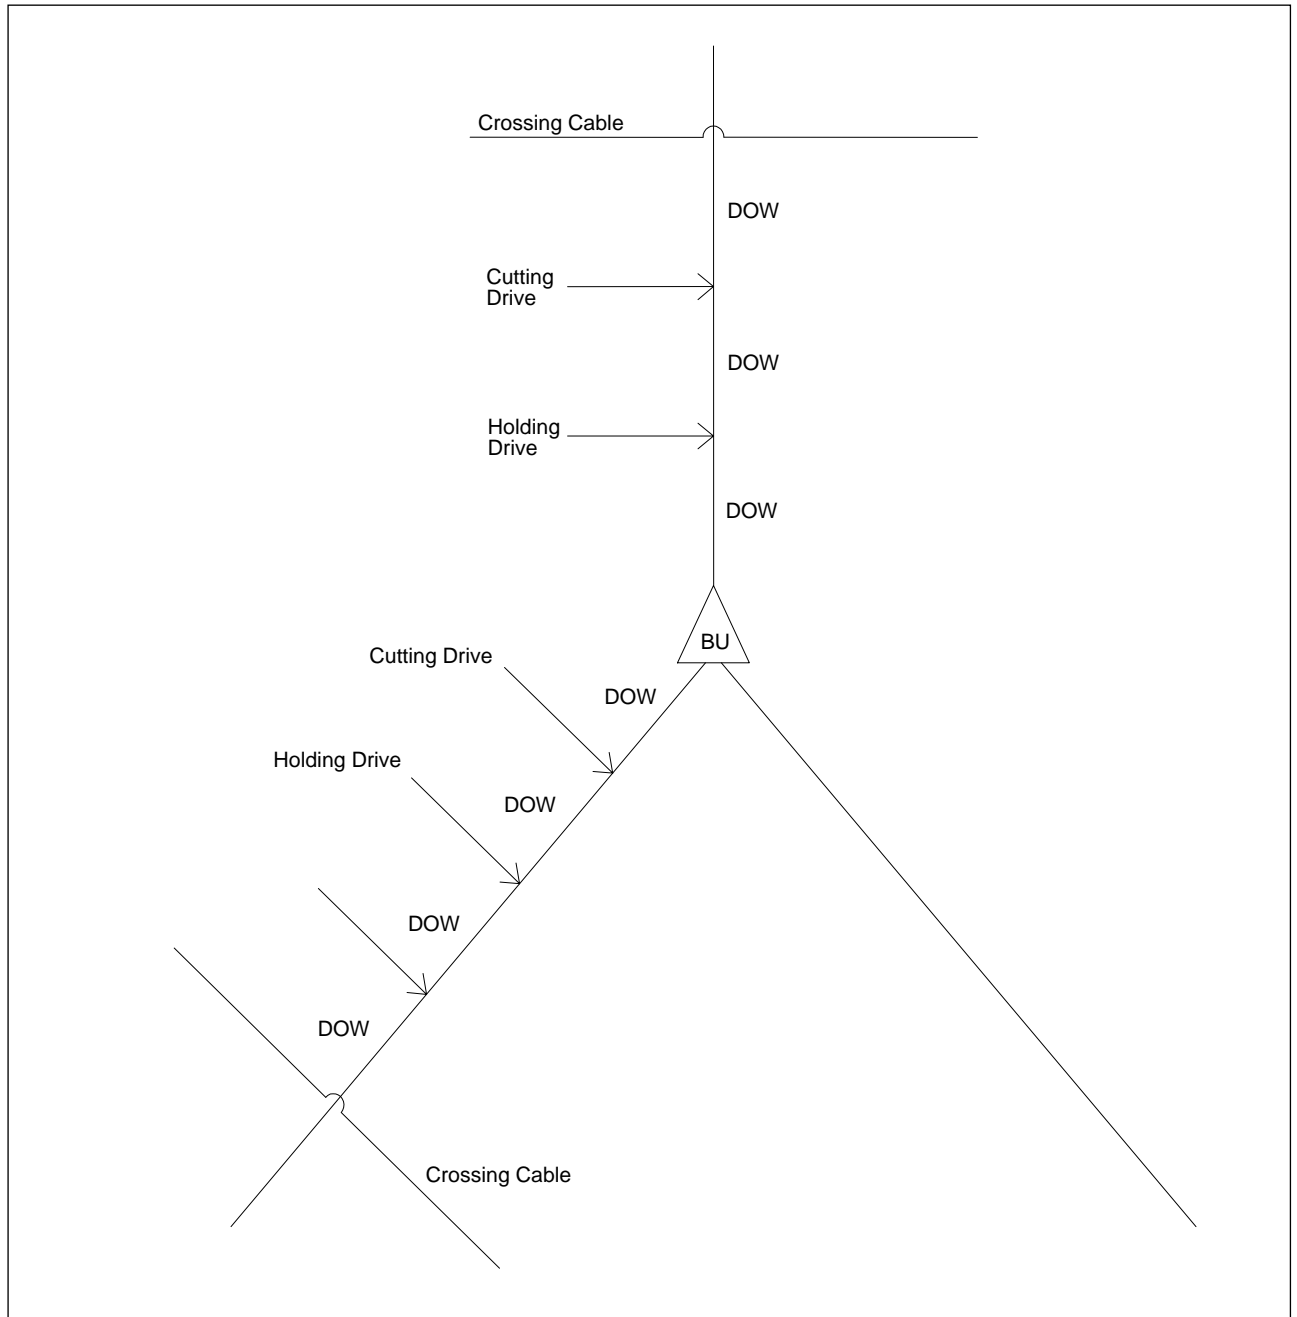 Crossing Cable
DOW
Cutting
Drive
DOW
Holding
Drive
DOW
BU
Cutting Drive
DOW
Holding Drive
DOW
DOW
DOW
Crossing Cable